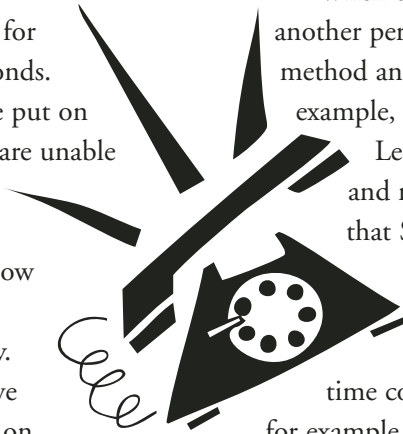 for
onds.
e put on
are unable
ow
y.
ve
on
another per
method an
example,
Le
and r
that S
time co
for example